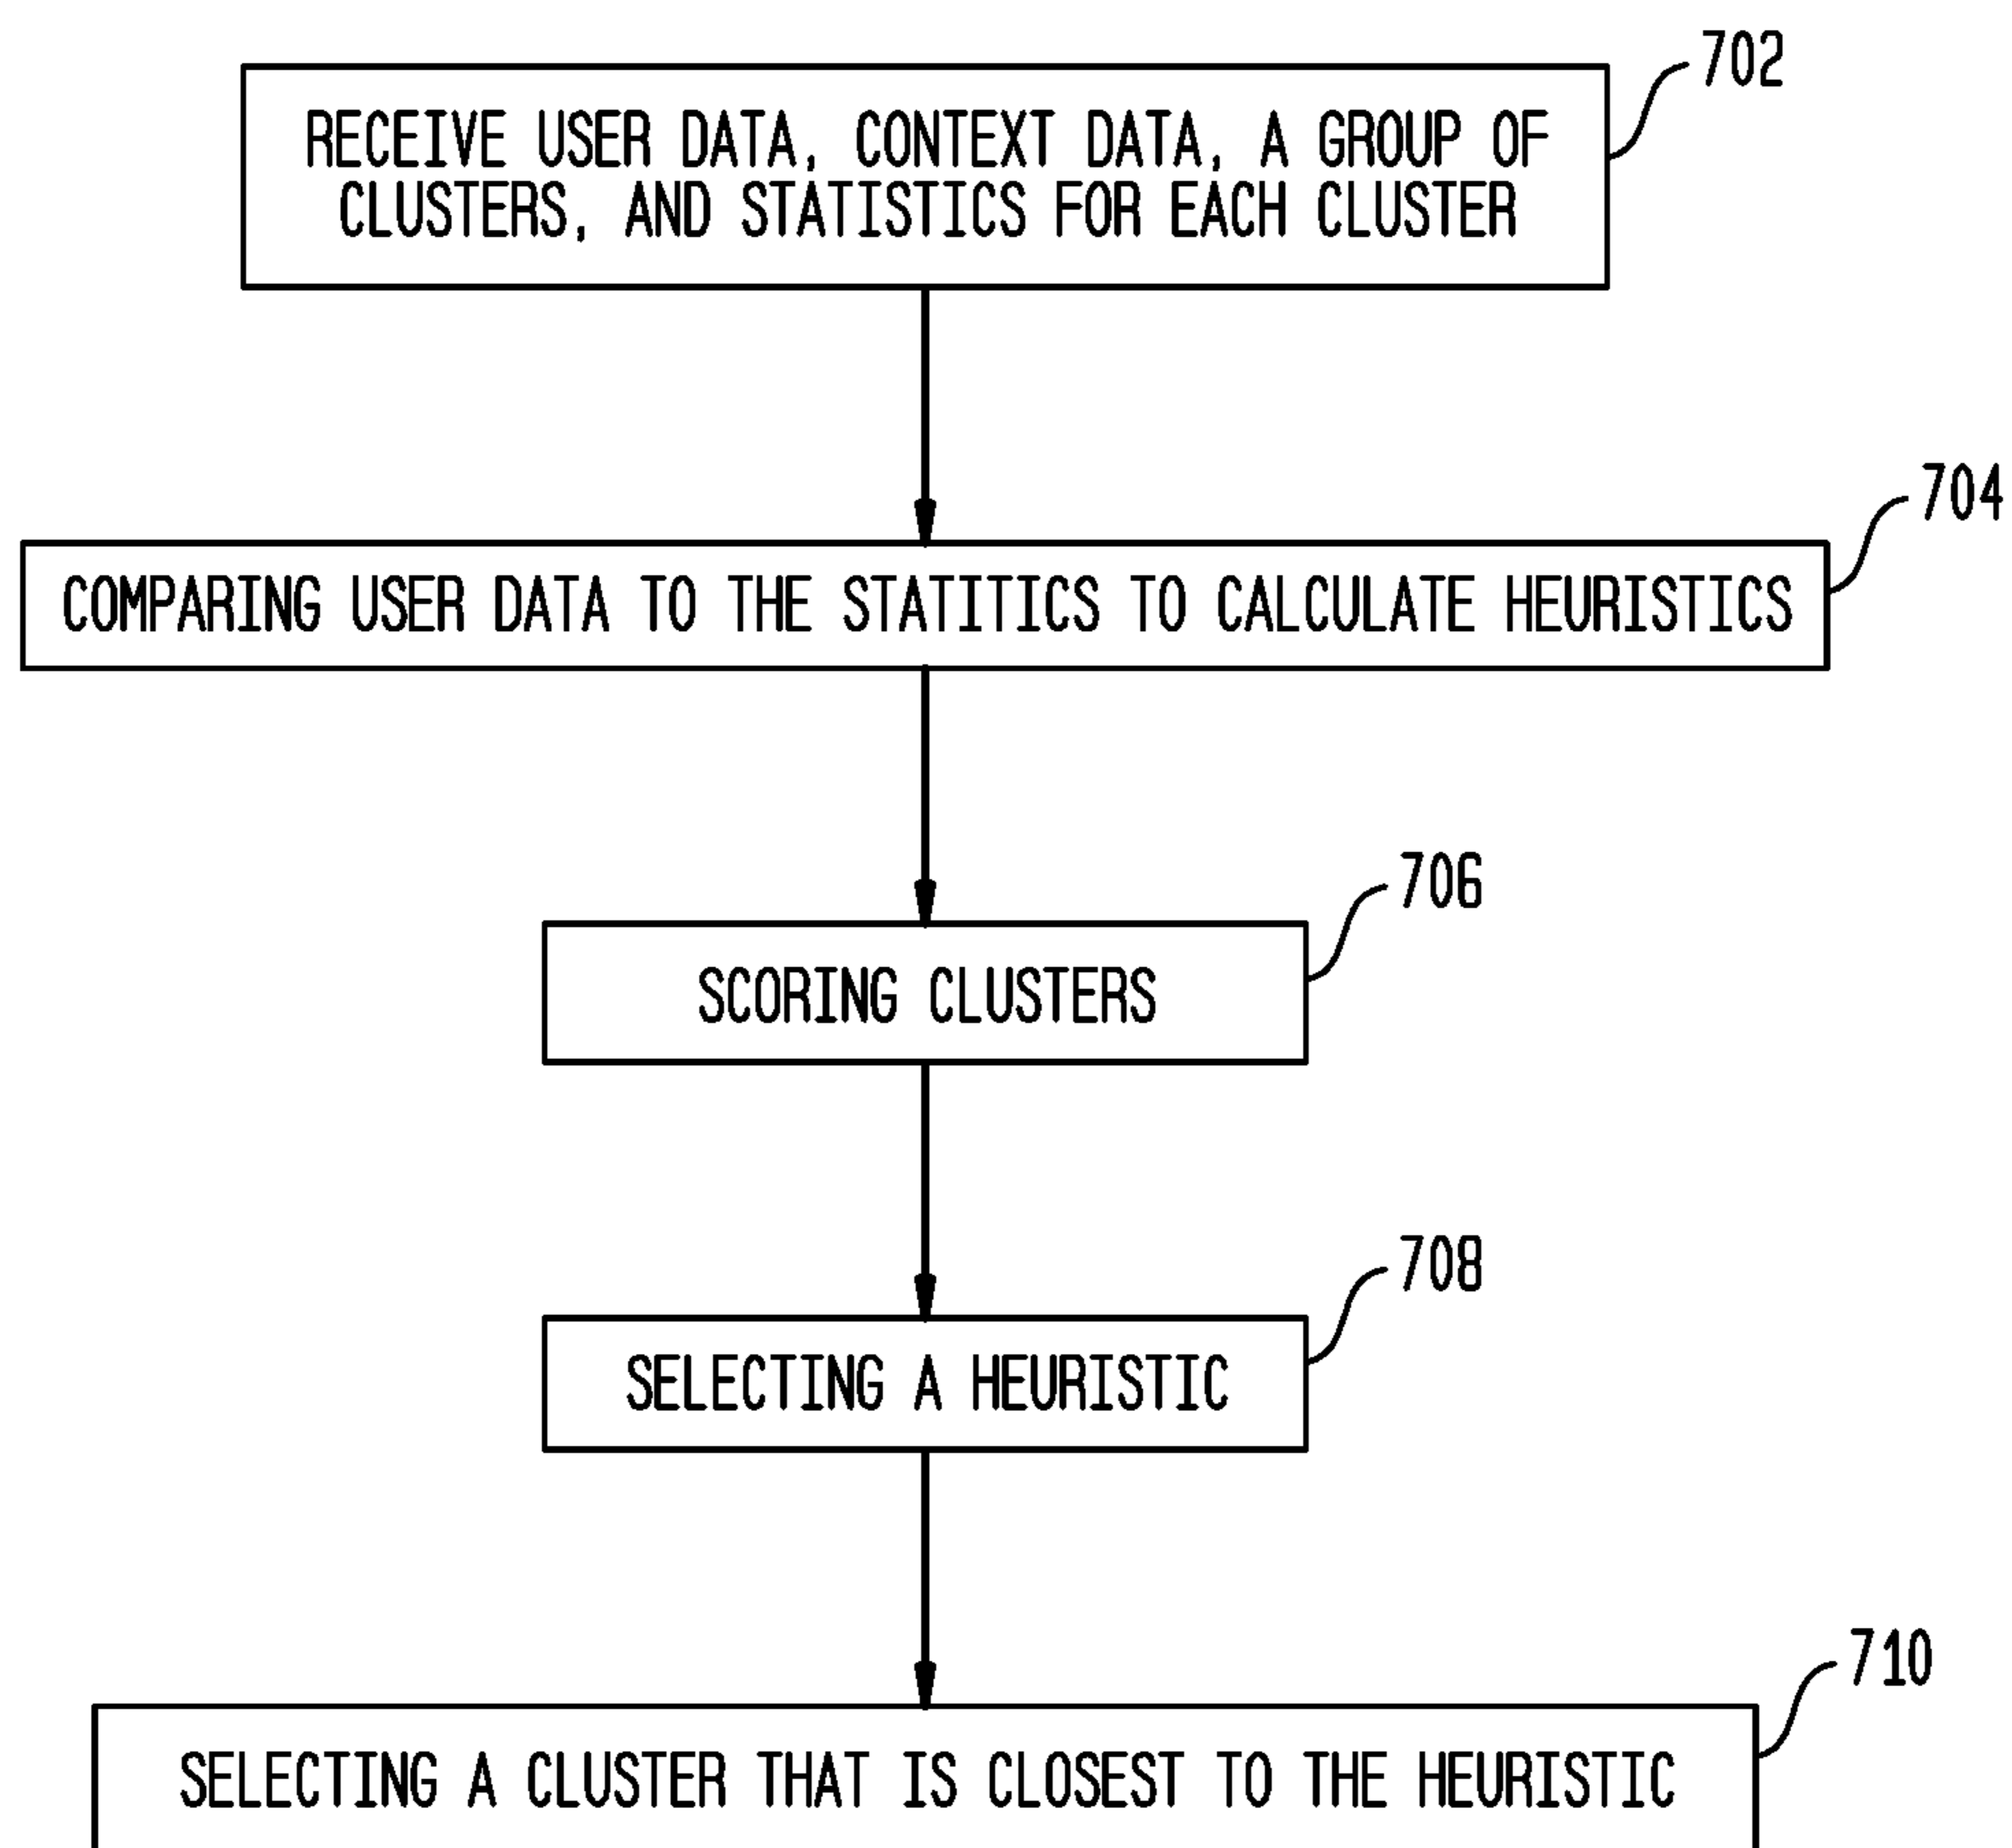 702
RECEIVE USER DATA, CONTEXT DATA, A GROUP OF
CLUSTERS, AND STATISTICS FOR EACH CLUSTER
704
COMPARING USER DATA TO THE STATITICS TO CALCULATE HEURISTICS
706
SCORING CLUSTERS
708
SELECTING A HEURISTIC
710
SELECTING A CLUSTER THAT IS CLOSEST TO THE HEURISTIC